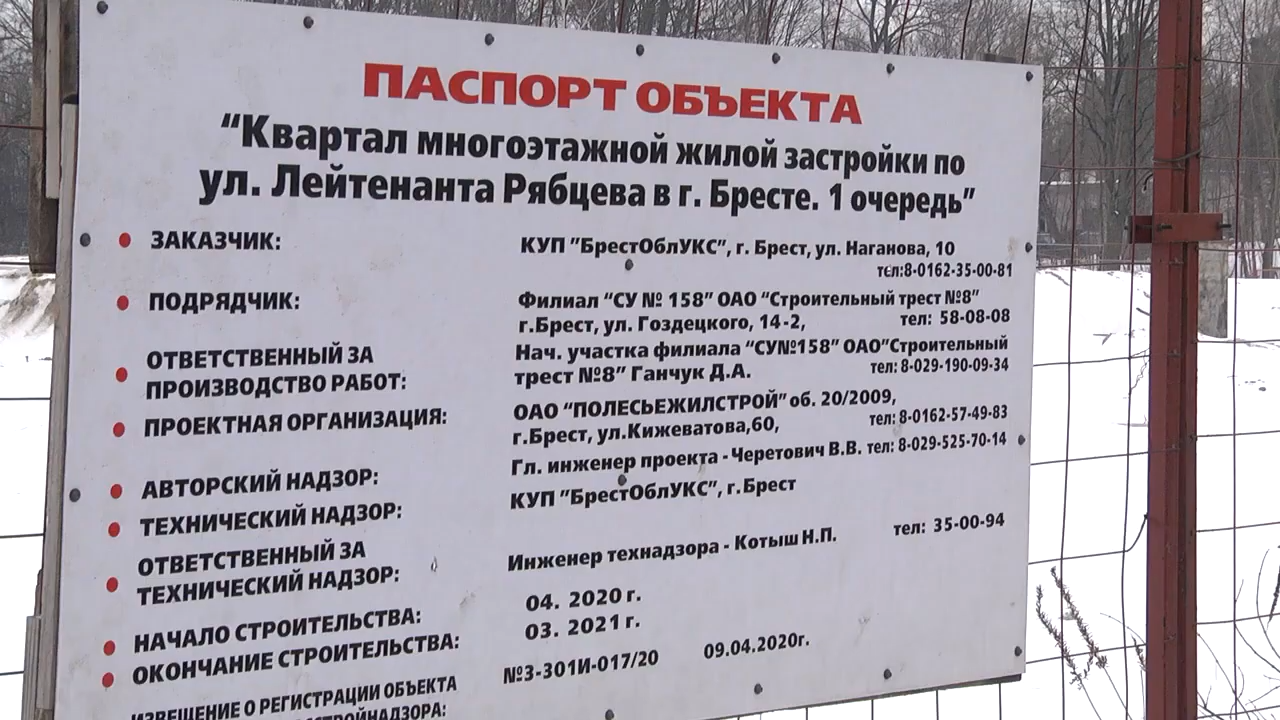 ПАСПОРТ ОБЪЕКТА
“Квартал многоэтажной жилой застройки по
ул. Лейтенанта Рябцева в г. Бресте. 1 очередь”
ЗАКАЗЧИК: КУП ”БрестОблУКС”, г. Брест, ул. Наганова, 10
тел:8-0162-35-00-81
ПОДРЯДЧИК: Филиал “СУ № 158” ОАО “Строительный трест №8”
г.Брест, ул. Гоздецкого, 14-2, тел: 58-08-08
ОТВЕТСТВЕННЫЙ ЗА Нач. участка филиала “СУ№158” ОАО”Строительный
ПРОИЗВОДСТВО РАБОТ: трест №8” Ганчук Д.А. тел: 8-029-190-09-34
ПРОЕКТНАЯ ОРГАНИЗАЦИЯ: ОАО “ПОЛЕСЬЕЖИЛСТРОЙ” об. 20/2009,
г.Брест, ул.Кижеватова,60, тел: 8-0162-57-49-83
АВТОРСКИЙ НАДЗОР: Гл. инженер проекта - Черетович В.В. тел: 8-029-525-70-14
ТЕХНИЧЕСКИЙ НАДЗОР: КУП ”БрестОблУКС”, г.Брест
ОТВЕТСТВЕННЫЙ ЗА
ТЕХНИЧЕСКИЙ НАДЗОР: Инженер технадзора - Котыш Н.П. тел: 35-00-94
НАЧАЛО СТРОИТЕЛЬСТВА: 04. 2020 г.
ОКОНЧАНИЕ СТРОИТЕЛЬСТВА: 03. 2021 г.
ИЗВЕЩЕНИЕ О РЕГИСТРАЦИИ ОБЪЕКТА №3-301И-017/20 09.04.2020г.